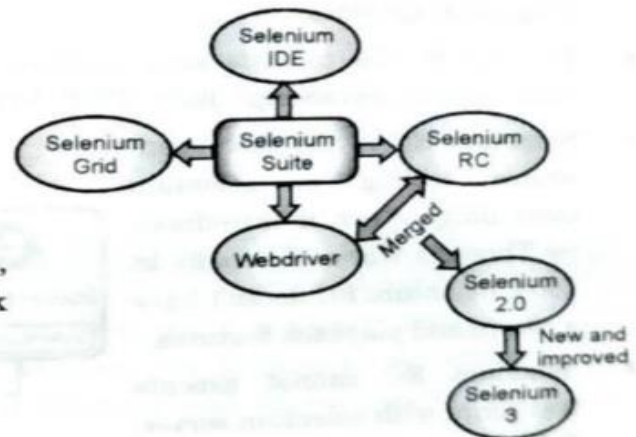 Selenium
IDE
Selenium
Grid
Selenium
Suite
Selenium
RC
Webdriver
Merged
,
k
Selenium
2.0
New and
improved
Selenium
3